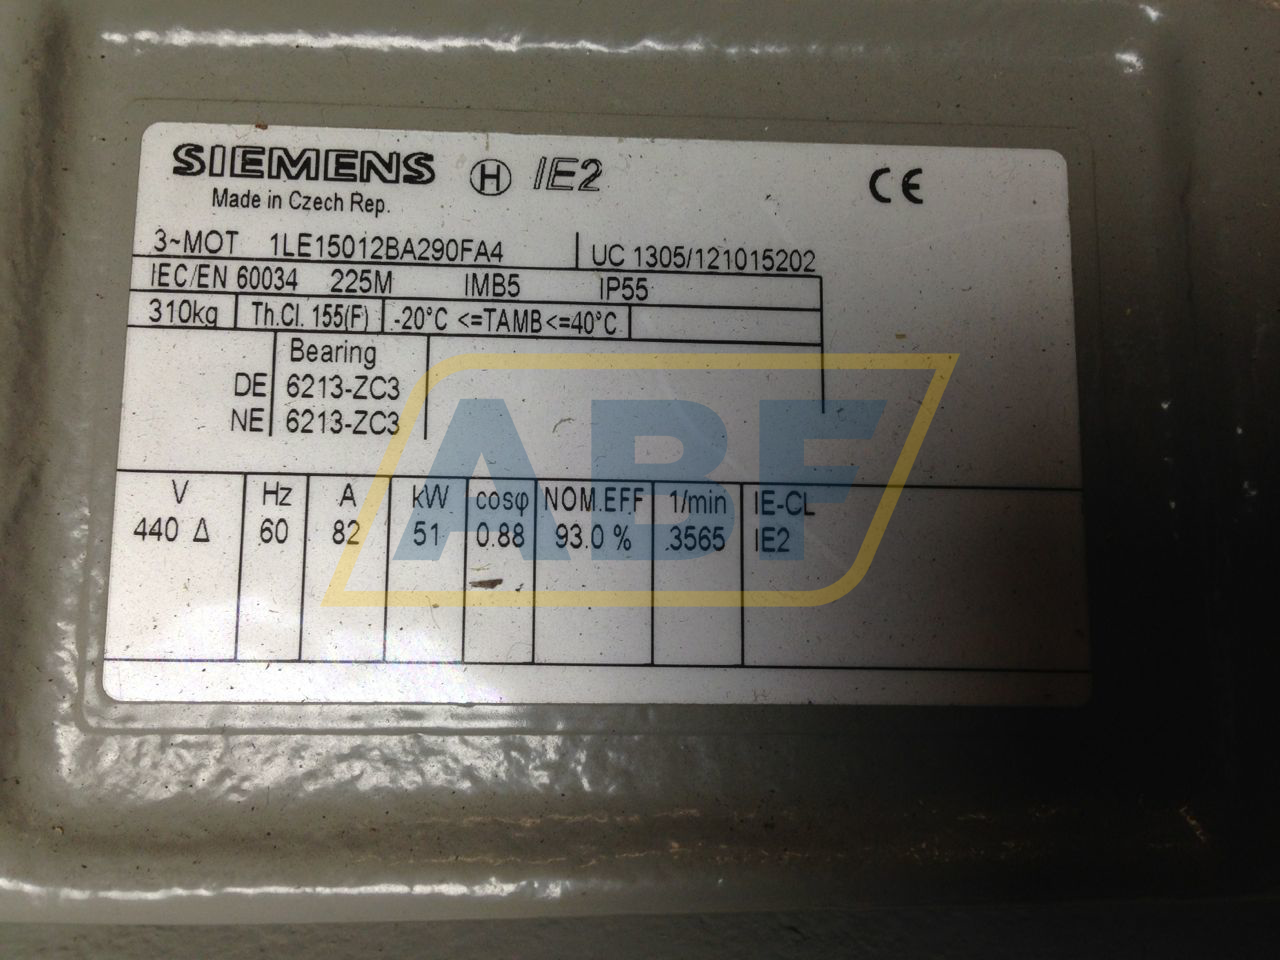 SIEMENS H IE2 CE
Made in Czech Rep.
3~MOT 1LE15012BA290FA4 UC 1305/121015202
IEC/EN 60034 225M IMB5 IP55
310kg Th.Cl. 155(F) -20°C <=TAMB<=40°C
Bearing
DE 6213-ZC3
NE 6213-ZC3
V Hz A kW cosφ NOM.EFF 1/min IE-CL
440 Δ 60 82 51 0.88 93.0 % 3565 IE2
ABF